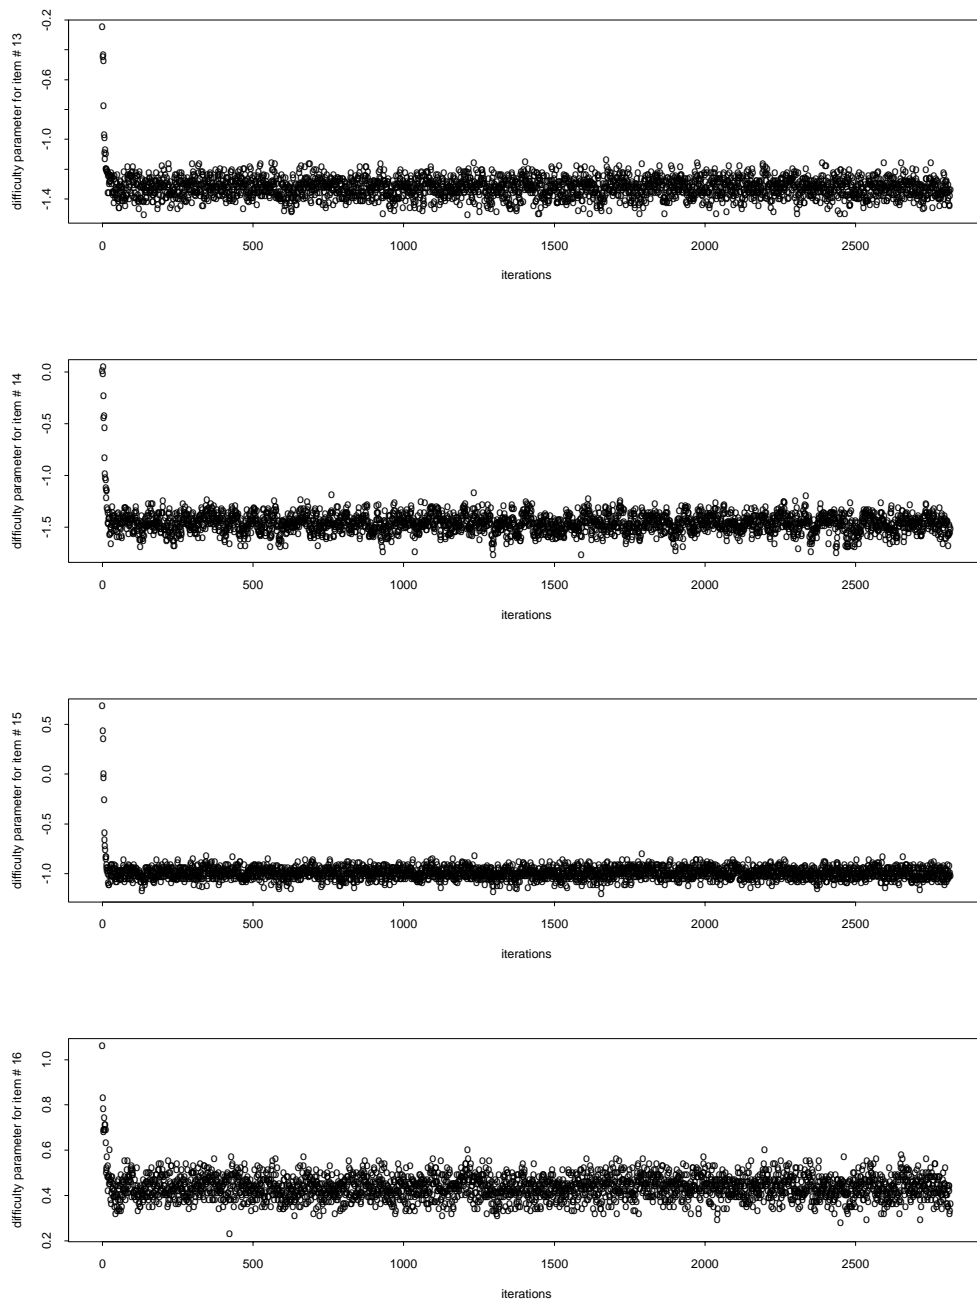 difficulty parameter for item # 13
-0.2
-0.6
-1.0
-1.4
0 500 1000 1500 2000 2500
iterations
difficulty parameter for item # 14
0.0
-0.5
-1.0
-1.5
0 500 1000 1500 2000 2500
iterations
difficulty parameter for item # 15
0.5
0.0
-0.5
-1.0
0 500 1000 1500 2000 2500
iterations
difficulty parameter for item # 16
1.0
0.8
0.6
0.4
0.2
0 500 1000 1500 2000 2500
iterations